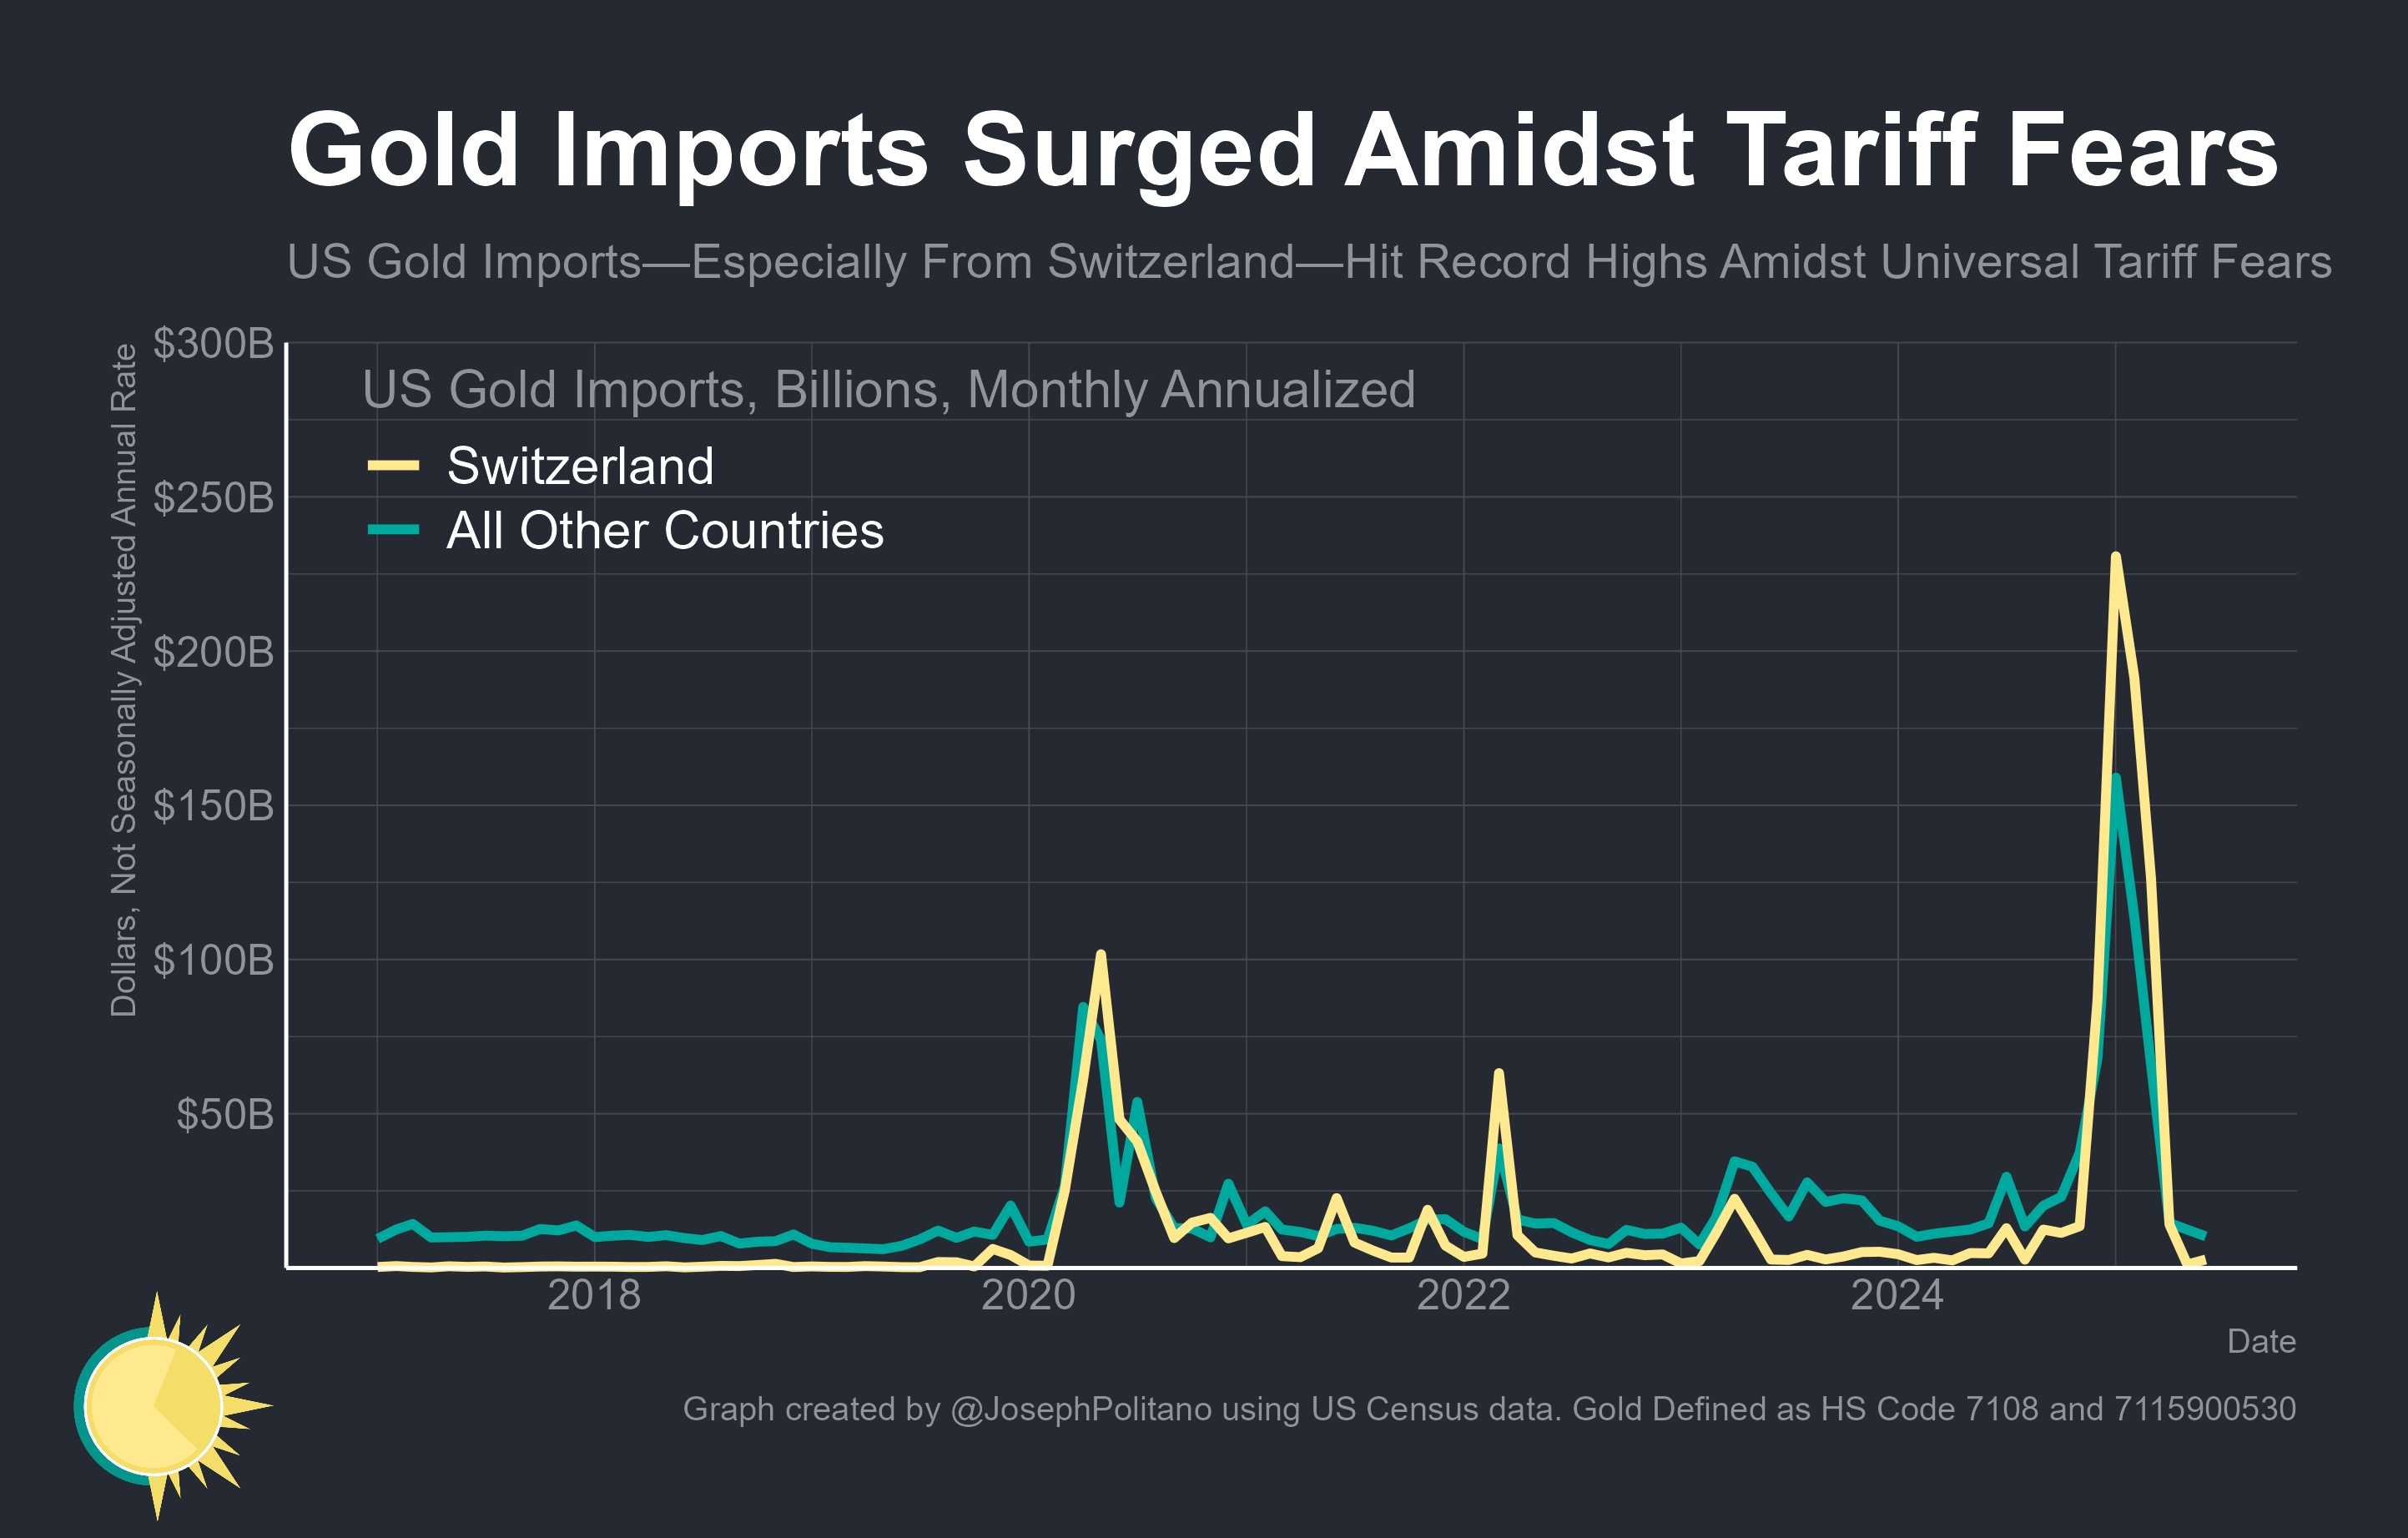 Gold Imports Surged Amidst Tariff Fears
US Gold Imports—Especially From Switzerland—Hit Record Highs Amidst Universal Tariff Fears
Dollars, Not Seasonally Adjusted Annual Rate
$300B
$250B
$200B
$150B
$100B
$50B
US Gold Imports, Billions, Monthly Annualized
Switzerland
All Other Countries
2018 2020 2022 2024
Date
Graph created by @JosephPolitano using US Census data. Gold Defined as HS Code 7108 and 7115900530